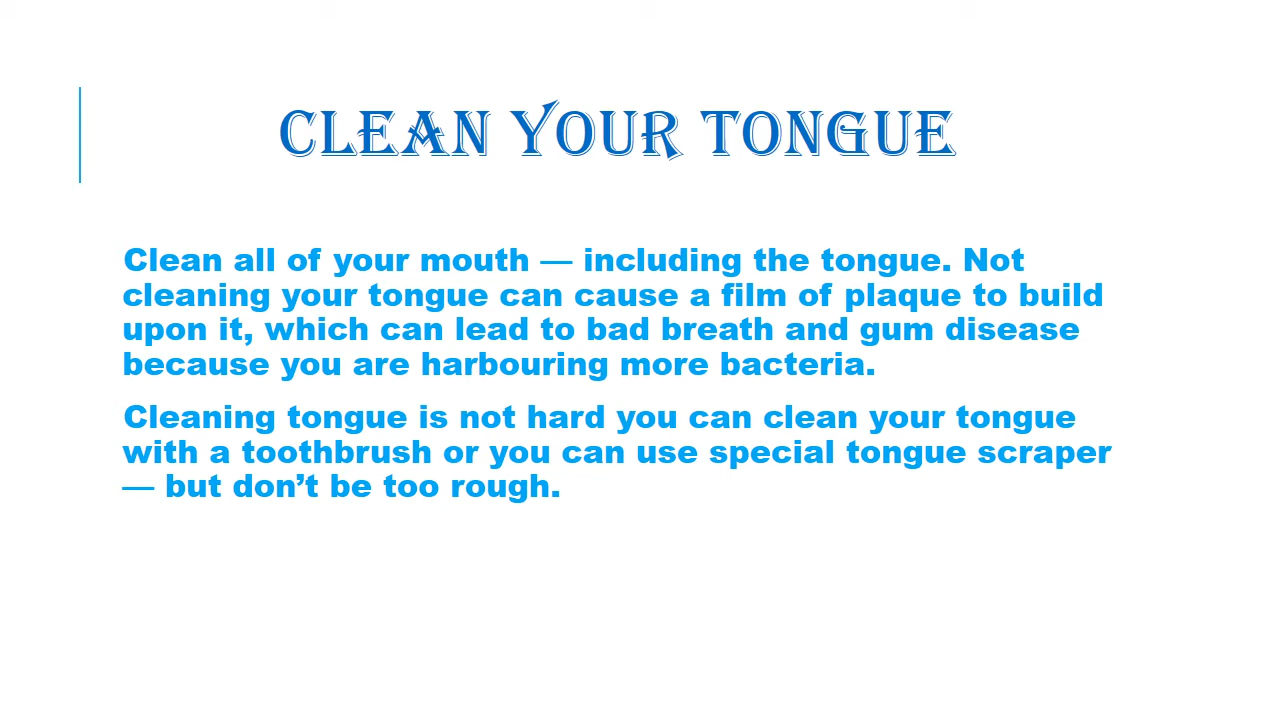 CLEAN YOUR TONGUE
Clean all of your mouth — including the tongue. Not
cleaning your tongue can cause a film of plaque to build
upon it, which can lead to bad breath and gum disease
because you are harbouring more bacteria.
Cleaning tongue is not hard you can clean your tongue
with a toothbrush or you can use special tongue scraper
— but don’t be too rough.